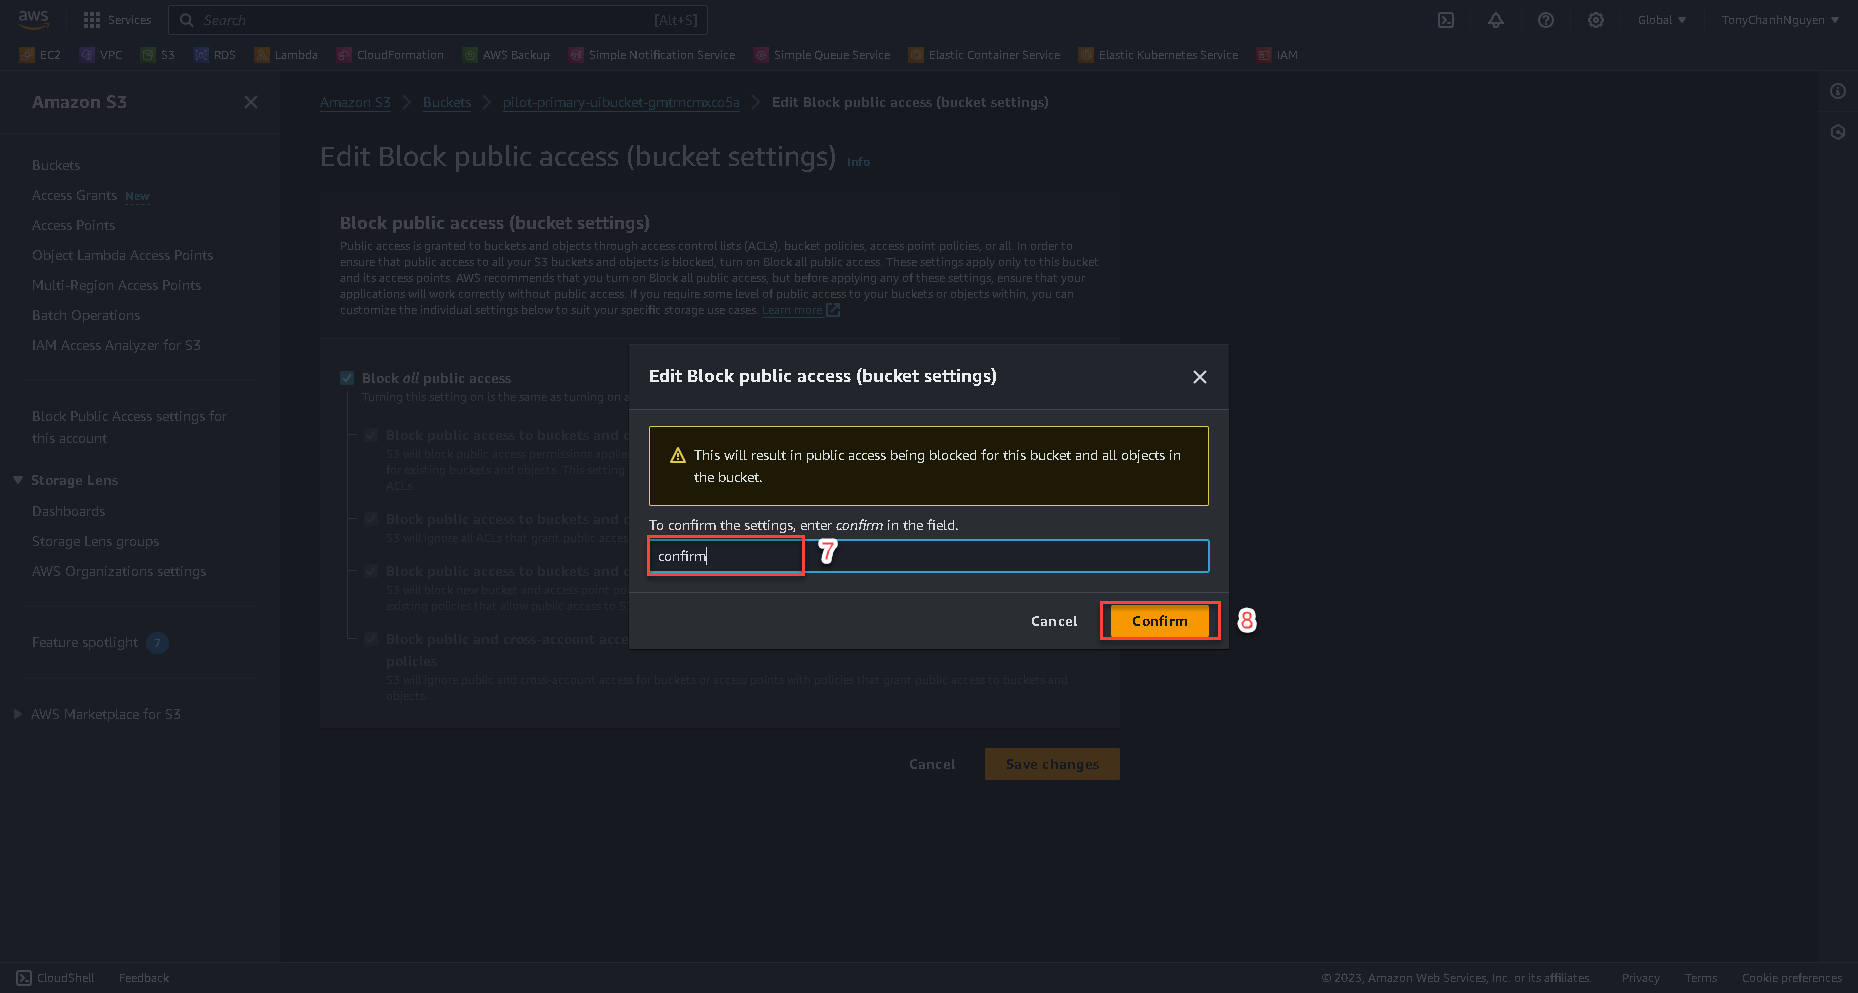 aws
Services
Search
[Alt+S]
Global
TonyChanhNguyen
EC2
VPC
S3
RDS
Lambda
CloudFormation
AWS Backup
Simple Notification Service
Simple Queue Service
Elastic Container Service
Elastic Kubernetes Service
IAM
Amazon S3
Buckets
Access Grants New
Access Points
Object Lambda Access Points
Multi-Region Access Points
Batch Operations
IAM Access Analyzer for S3
Block Public Access settings for
this account
Storage Lens
Dashboards
Storage Lens groups
AWS Organizations settings
Feature spotlight 7
AWS Marketplace for S3
Amazon S3 > Buckets > pilot-primary-uibucket-gmtrncmxco5a > Edit Block public access (bucket settings)
Edit Block public access (bucket settings) Info
Block public access (bucket settings)
Public access is granted to buckets and objects through access control lists (ACLs), bucket policies, access point policies, or all. In order to
ensure that public access to all your S3 buckets and objects is blocked, turn on Block all public access. These settings apply only to this bucket
and its access points. AWS recommends that you turn on Block all public access, but before applying any of these settings, ensure that your
applications will work correctly without public access. If you require some level of public access to your buckets or objects within, you can
customize the individual settings below to suit your specific storage use cases. Learn more
Block all public access
Turning this setting on is the same as turning on a
Block public access to buckets and
S3 will block public access permissions applie
for existing buckets and objects. This setting
ACLs.
Block public access to buckets and
S3 will ignore all ACLs that grant public acces
Block public access to buckets and
S3 will block new bucket and access point po
existing policies that allow public access to S
Block public and cross-account acce
policies
S3 will ignore public and cross-account access for buckets or access points with policies that grant public access to buckets and
objects.
Cancel
Save changes
Edit Block public access (bucket settings)
This will result in public access being blocked for this bucket and all objects in
the bucket.
To confirm the settings, enter confirm in the field.
confirm
7
Cancel
Confirm
8
CloudShell
Feedback
© 2023, Amazon Web Services, Inc. or its affiliates.
Privacy
Terms
Cookie preferences